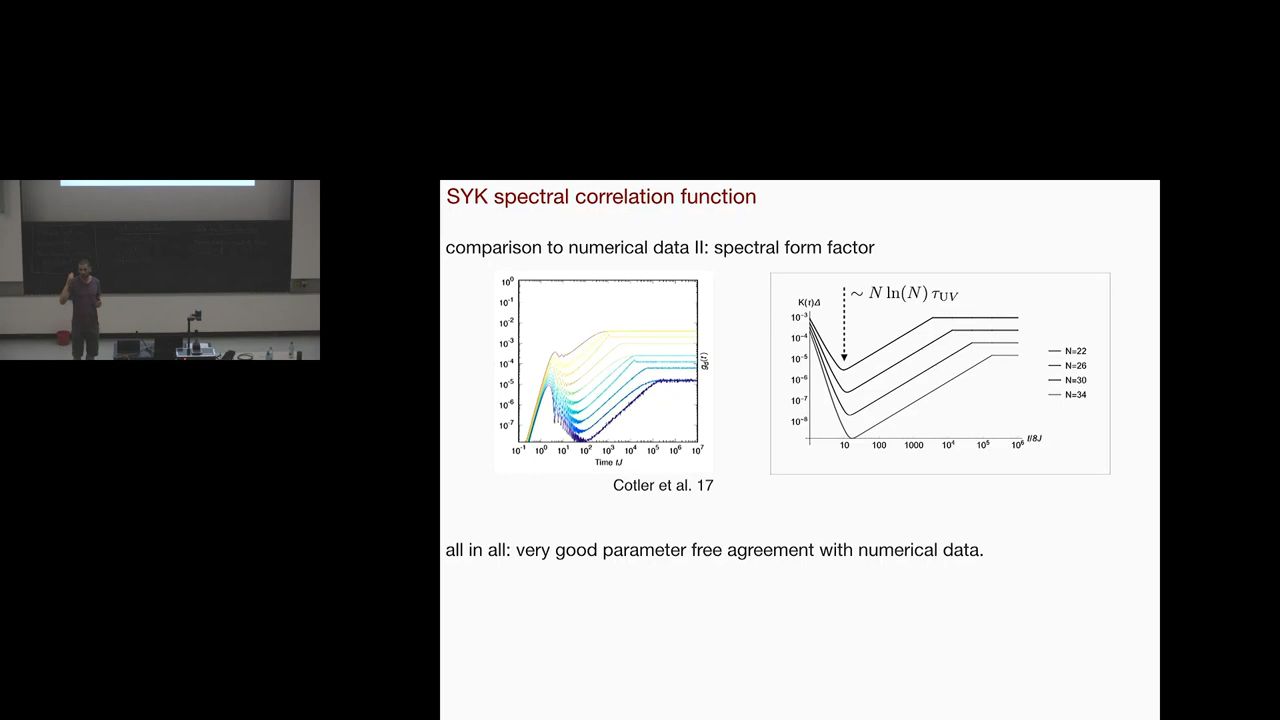 SYK spectral correlation function
comparison to numerical data II: spectral form factor
10⁰
10⁻¹
10⁻²
10⁻³
10⁻⁴
10⁻⁵
10⁻⁶
10⁻⁷
10⁻¹ 10⁰ 10¹ 10² 10³ 10⁴ 10⁵ 10⁶ 10⁷
Time tJ
Cotler et al. 17
K(τ)Δ
∼ N ln(N) τ_UV
10⁻³
10⁻⁴
10⁻⁵
10⁻⁶
10⁻⁷
10⁻⁸
10 100 1000 10⁴ 10⁵ 10⁶ t/8J
N=22
N=26
N=30
N=34
all in all: very good parameter free agreement with numerical data.